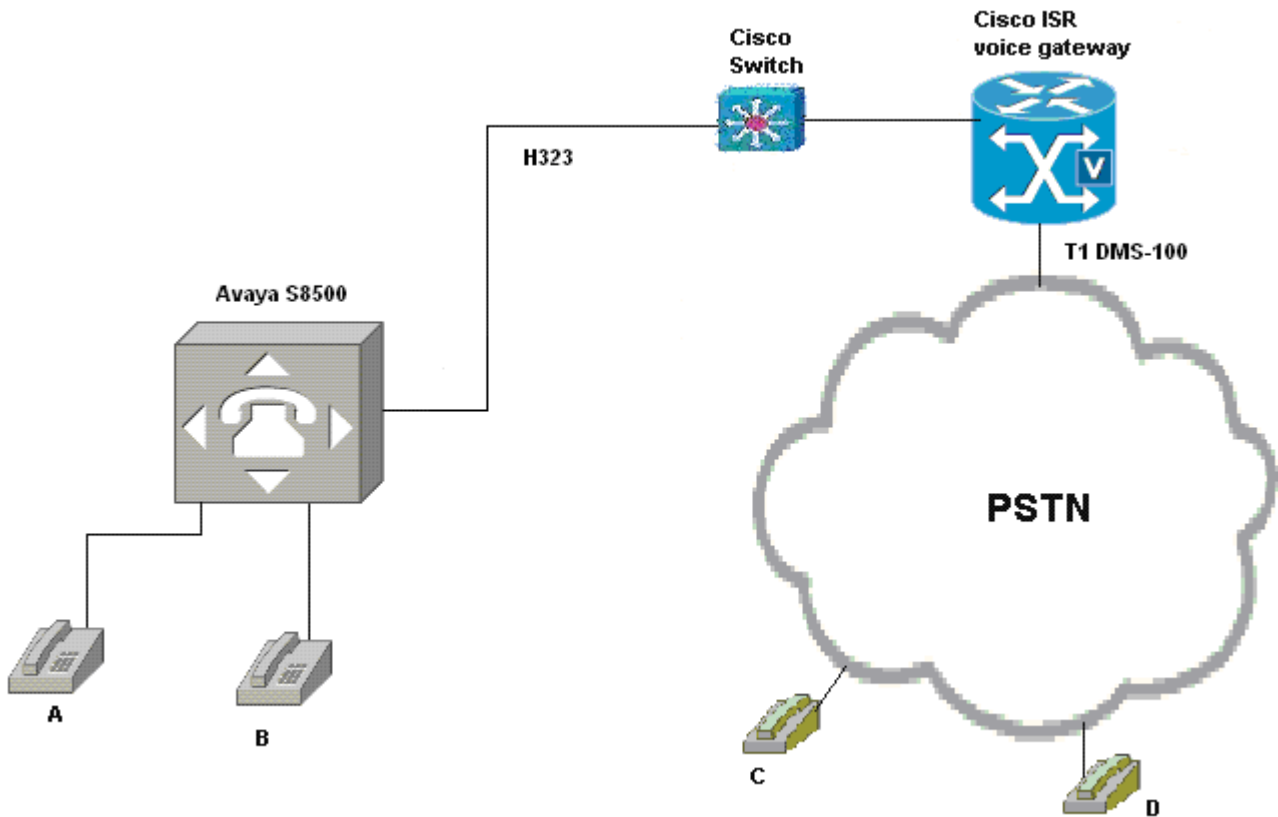 Cisco ISR
voice gateway
Cisco
Switch
H323
V
T1 DMS-100
Avaya S8500
PSTN
A
B
C
D